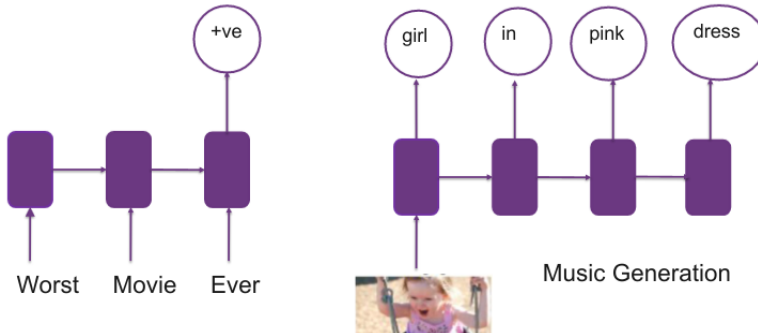 +ve
girl
in
pink
dress
Worst Movie Ever
Music Generation